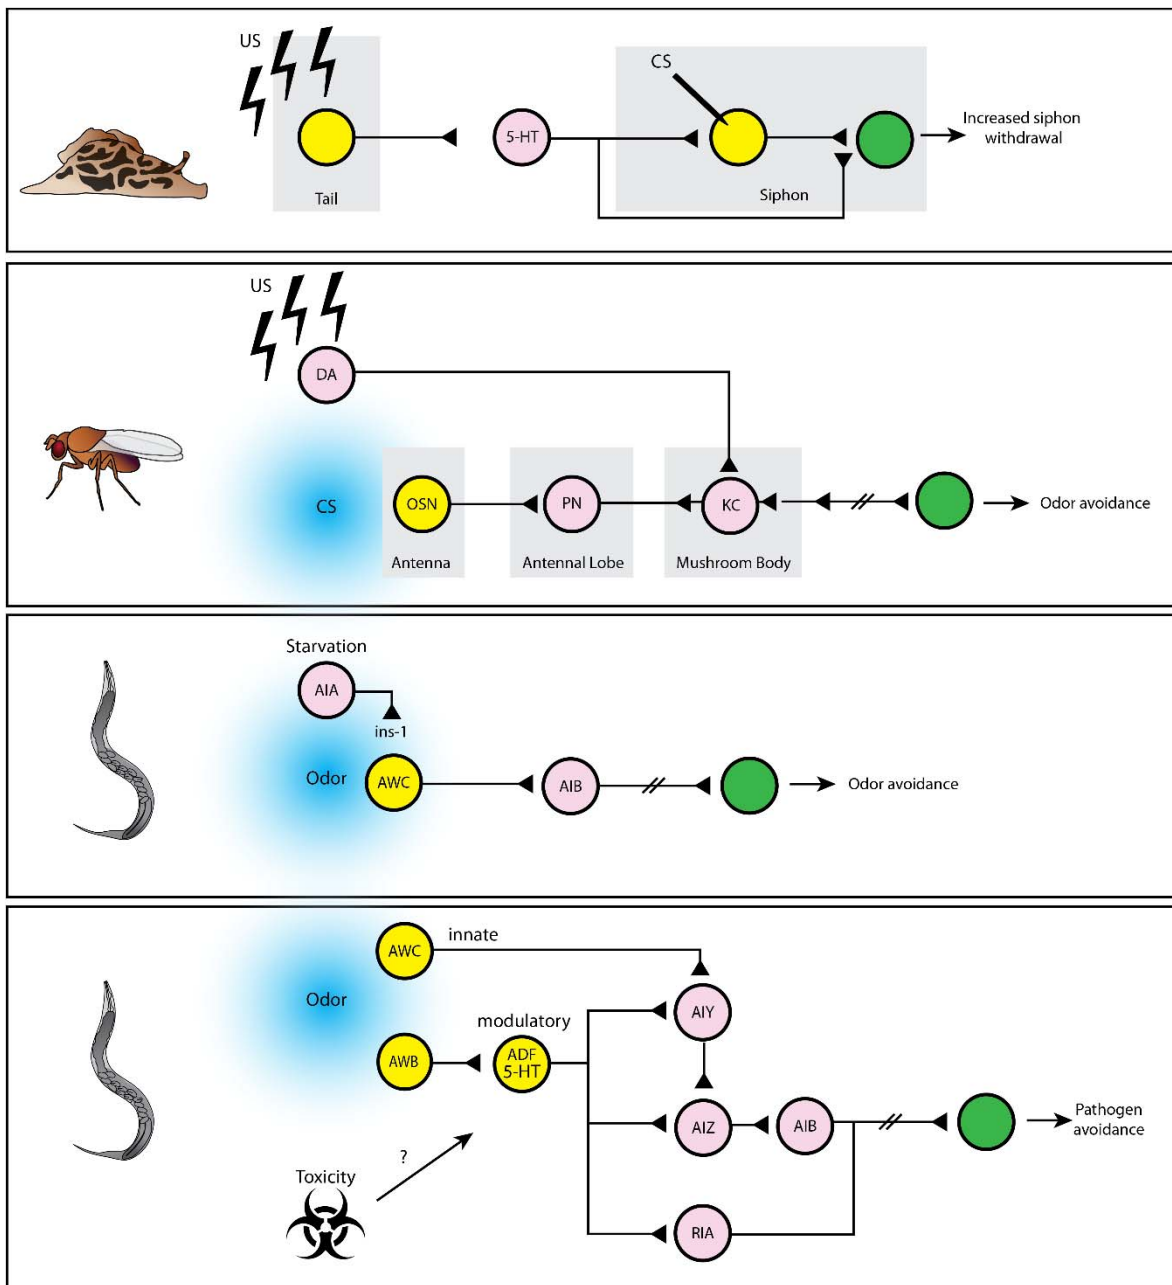 US
CS
5-HT
Increased siphon
withdrawal
Tail
Siphon
US
DA
CS
OSN
PN
KC
Odor avoidance
Antenna
Antennal Lobe
Mushroom Body
Starvation
AIA
ins-1
Odor
AWC
AIB
Odor avoidance
AWC
innate
Odor
AIY
modulatory
AWB
ADF
5-HT
AIZ
AIB
Pathogen
avoidance
?
Toxicity
RIA